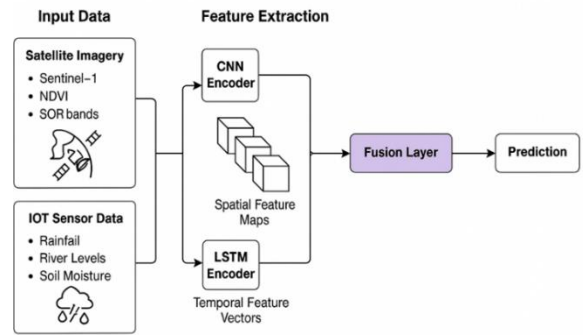 Input Data
Feature Extraction
Satellite Imagery
• Sentinel-1
• NDVI
• SOR bands
IOT Sensor Data
• Rainfail
• River Levels
• Soil Moisture
CNN
Encoder
Spatial Feature
Maps
LSTM
Encoder
Temporal Feature
Vectors
Fusion Layer
Prediction